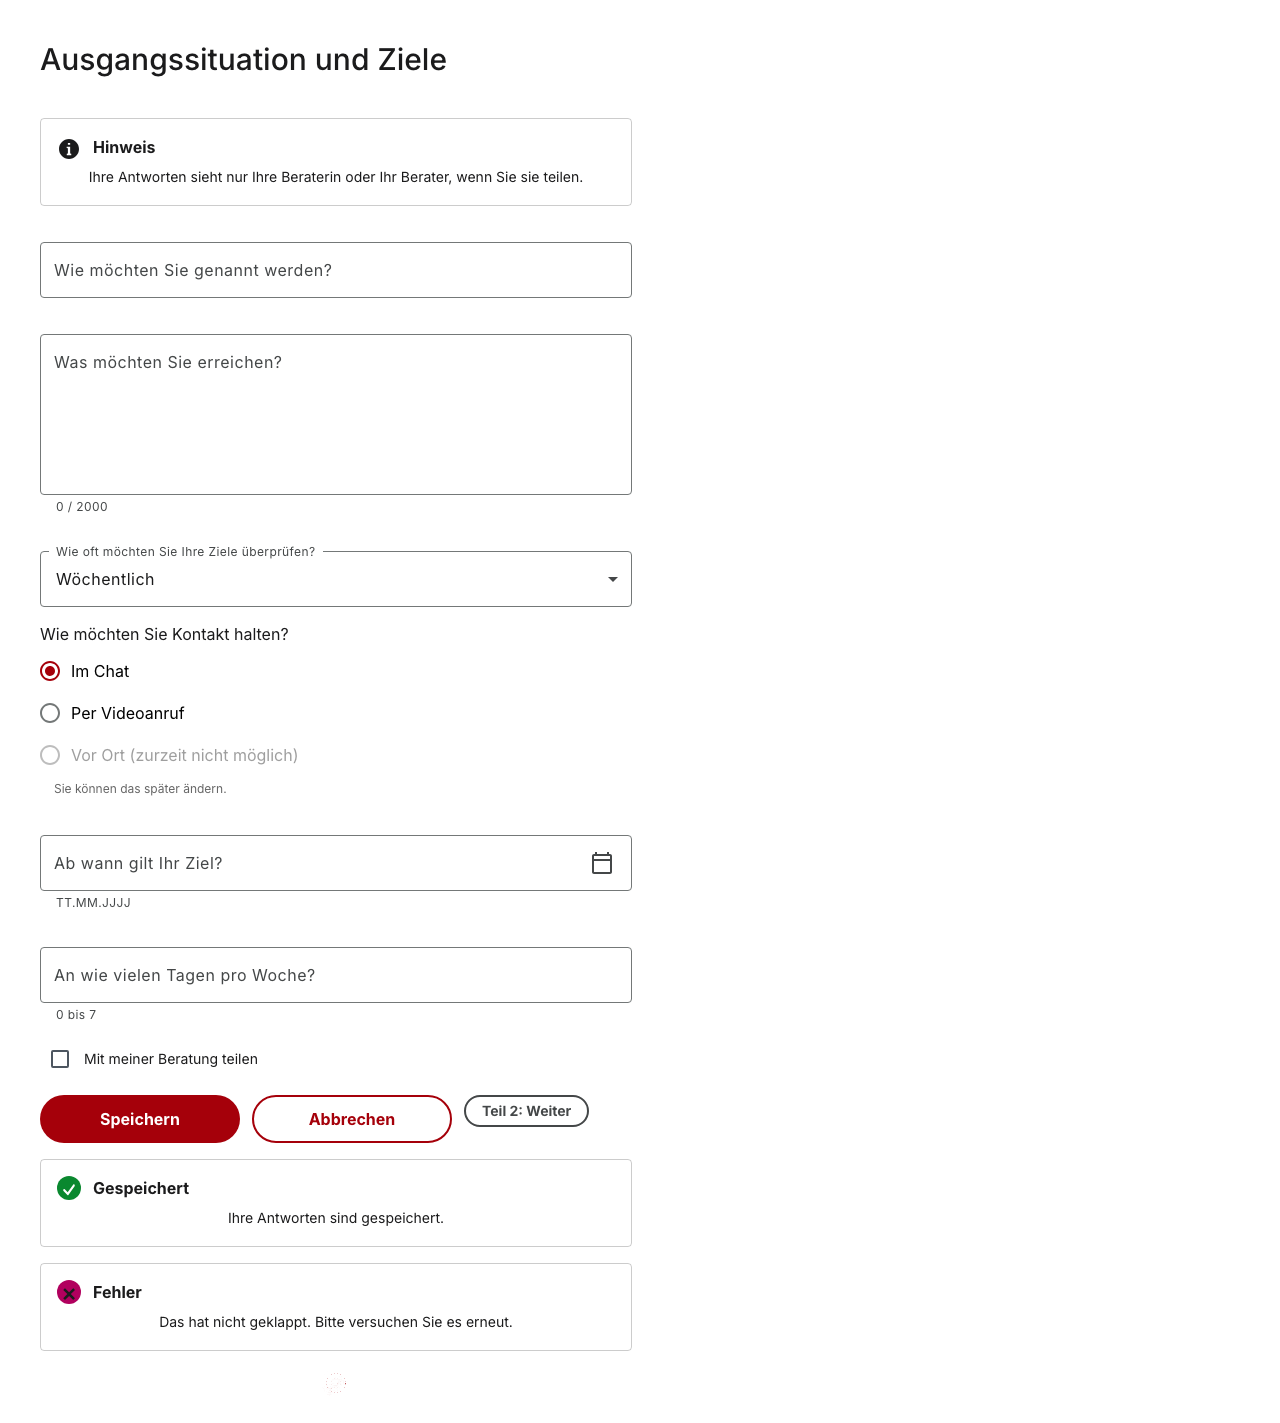 Ausgangssituation und Ziele
Hinweis
Ihre Antworten sieht nur Ihre Beraterin oder Ihr Berater, wenn Sie sie teilen.
Wie möchten Sie genannt werden?
Was möchten Sie erreichen?
0 / 2000
Wie oft möchten Sie Ihre Ziele überprüfen?
Wöchentlich
Wie möchten Sie Kontakt halten?
Im Chat
Per Videoanruf
Vor Ort (zurzeit nicht möglich)
Sie können das später ändern.
Ab wann gilt Ihr Ziel?
TT.MM.JJJJ
An wie vielen Tagen pro Woche?
0 bis 7
Mit meiner Beratung teilen
Speichern
Abbrechen
Teil 2: Weiter
Gespeichert
Ihre Antworten sind gespeichert.
Fehler
Das hat nicht geklappt. Bitte versuchen Sie es erneut.